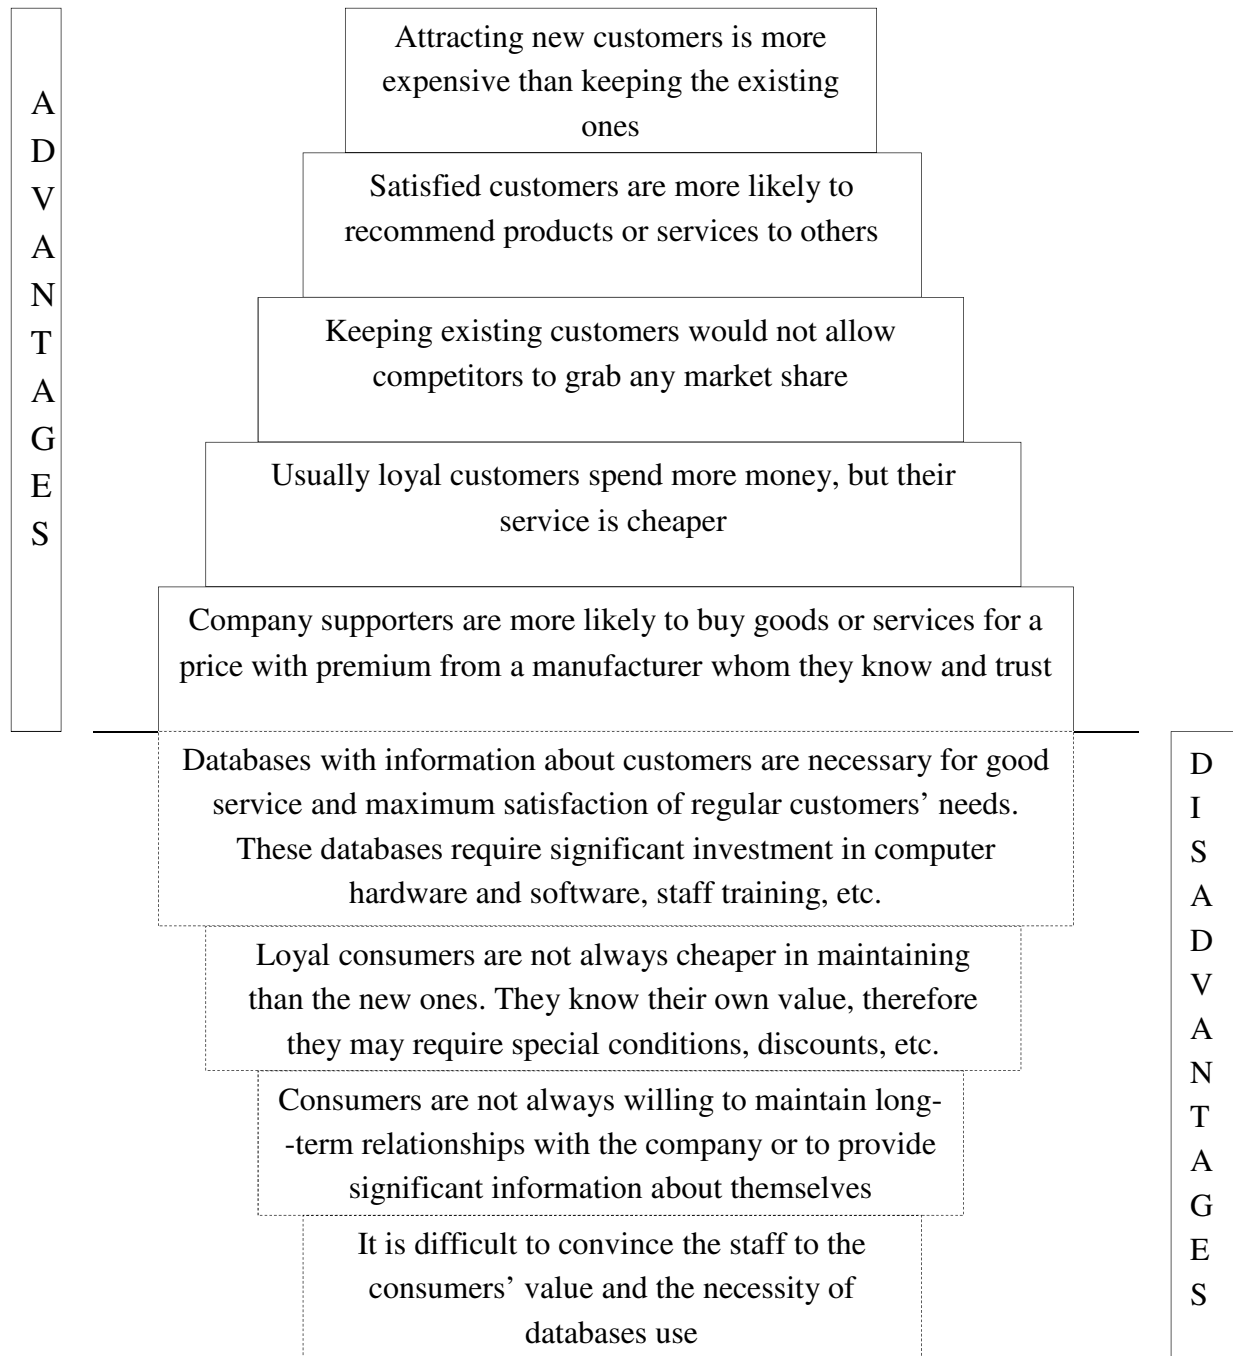 ADVANTAGES
Attracting new customers is more
expensive than keeping the existing
ones
Satisfied customers are more likely to
recommend products or services to others
Keeping existing customers would not allow
competitors to grab any market share
Usually loyal customers spend more money, but their
service is cheaper
Company supporters are more likely to buy goods or services for a
price with premium from a manufacturer whom they know and trust
Databases with information about customers are necessary for good
service and maximum satisfaction of regular customers’ needs.
These databases require significant investment in computer
hardware and software, staff training, etc.
Loyal consumers are not always cheaper in maintaining
than the new ones. They know their own value, therefore
they may require special conditions, discounts, etc.
Consumers are not always willing to maintain long-
-term relationships with the company or to provide
significant information about themselves
It is difficult to convince the staff to the
consumers’ value and the necessity of
databases use
DISADVANTAGES